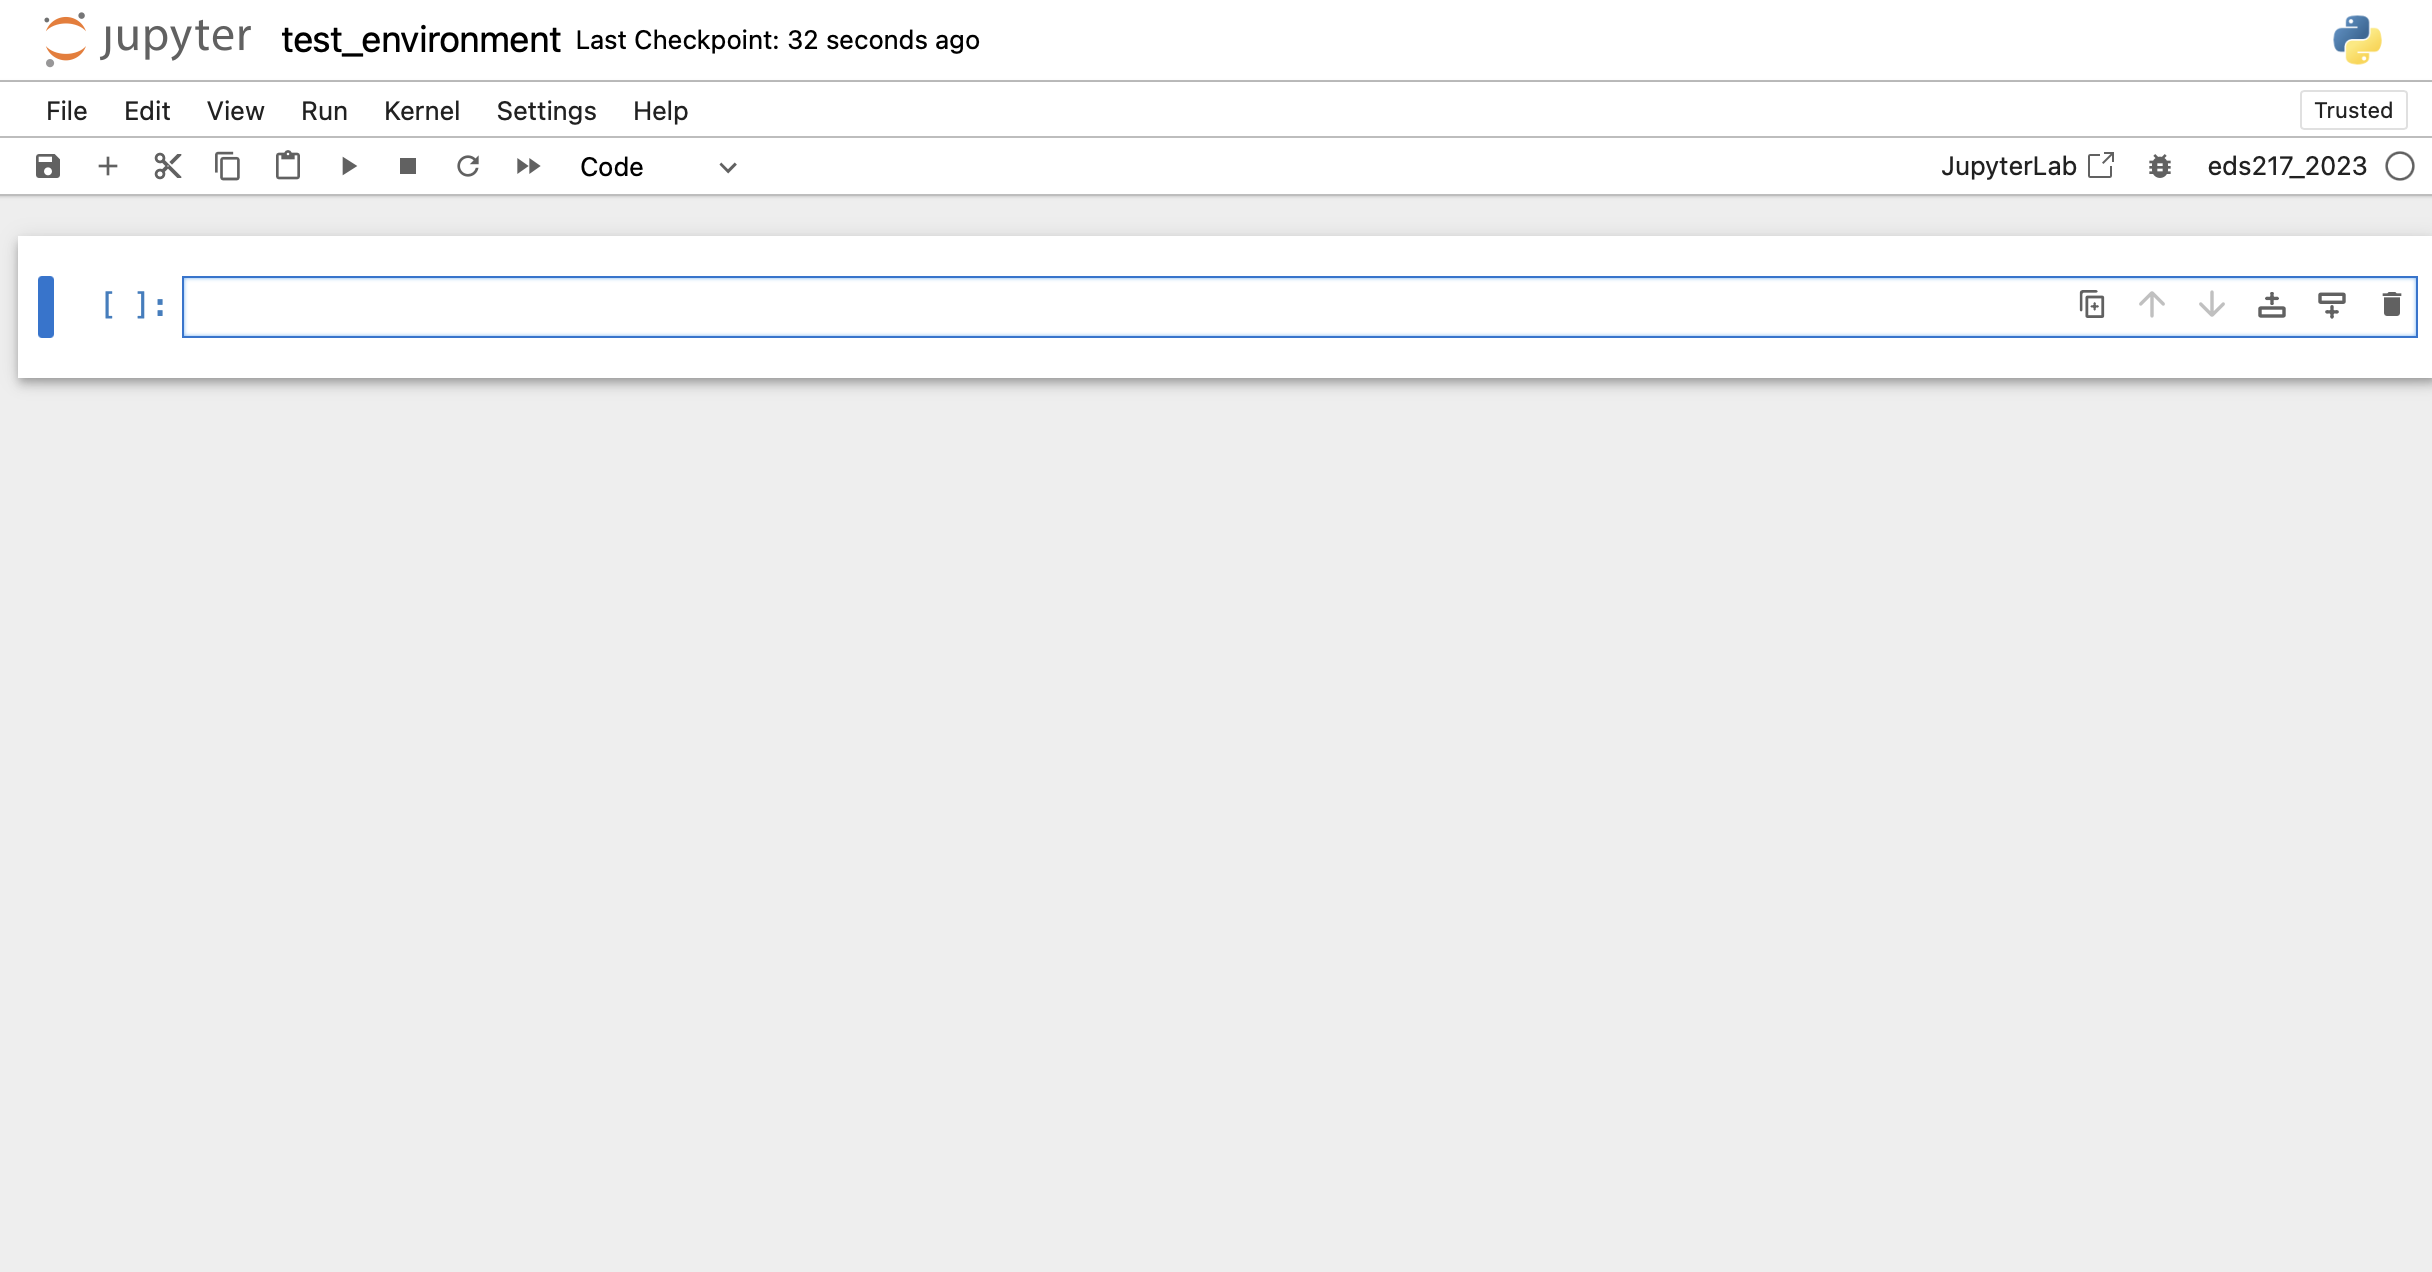 jupyter test_environment Last Checkpoint: 32 seconds ago
File Edit View Run Kernel Settings Help Trusted
Code JupyterLab eds217_2023
[ ]: